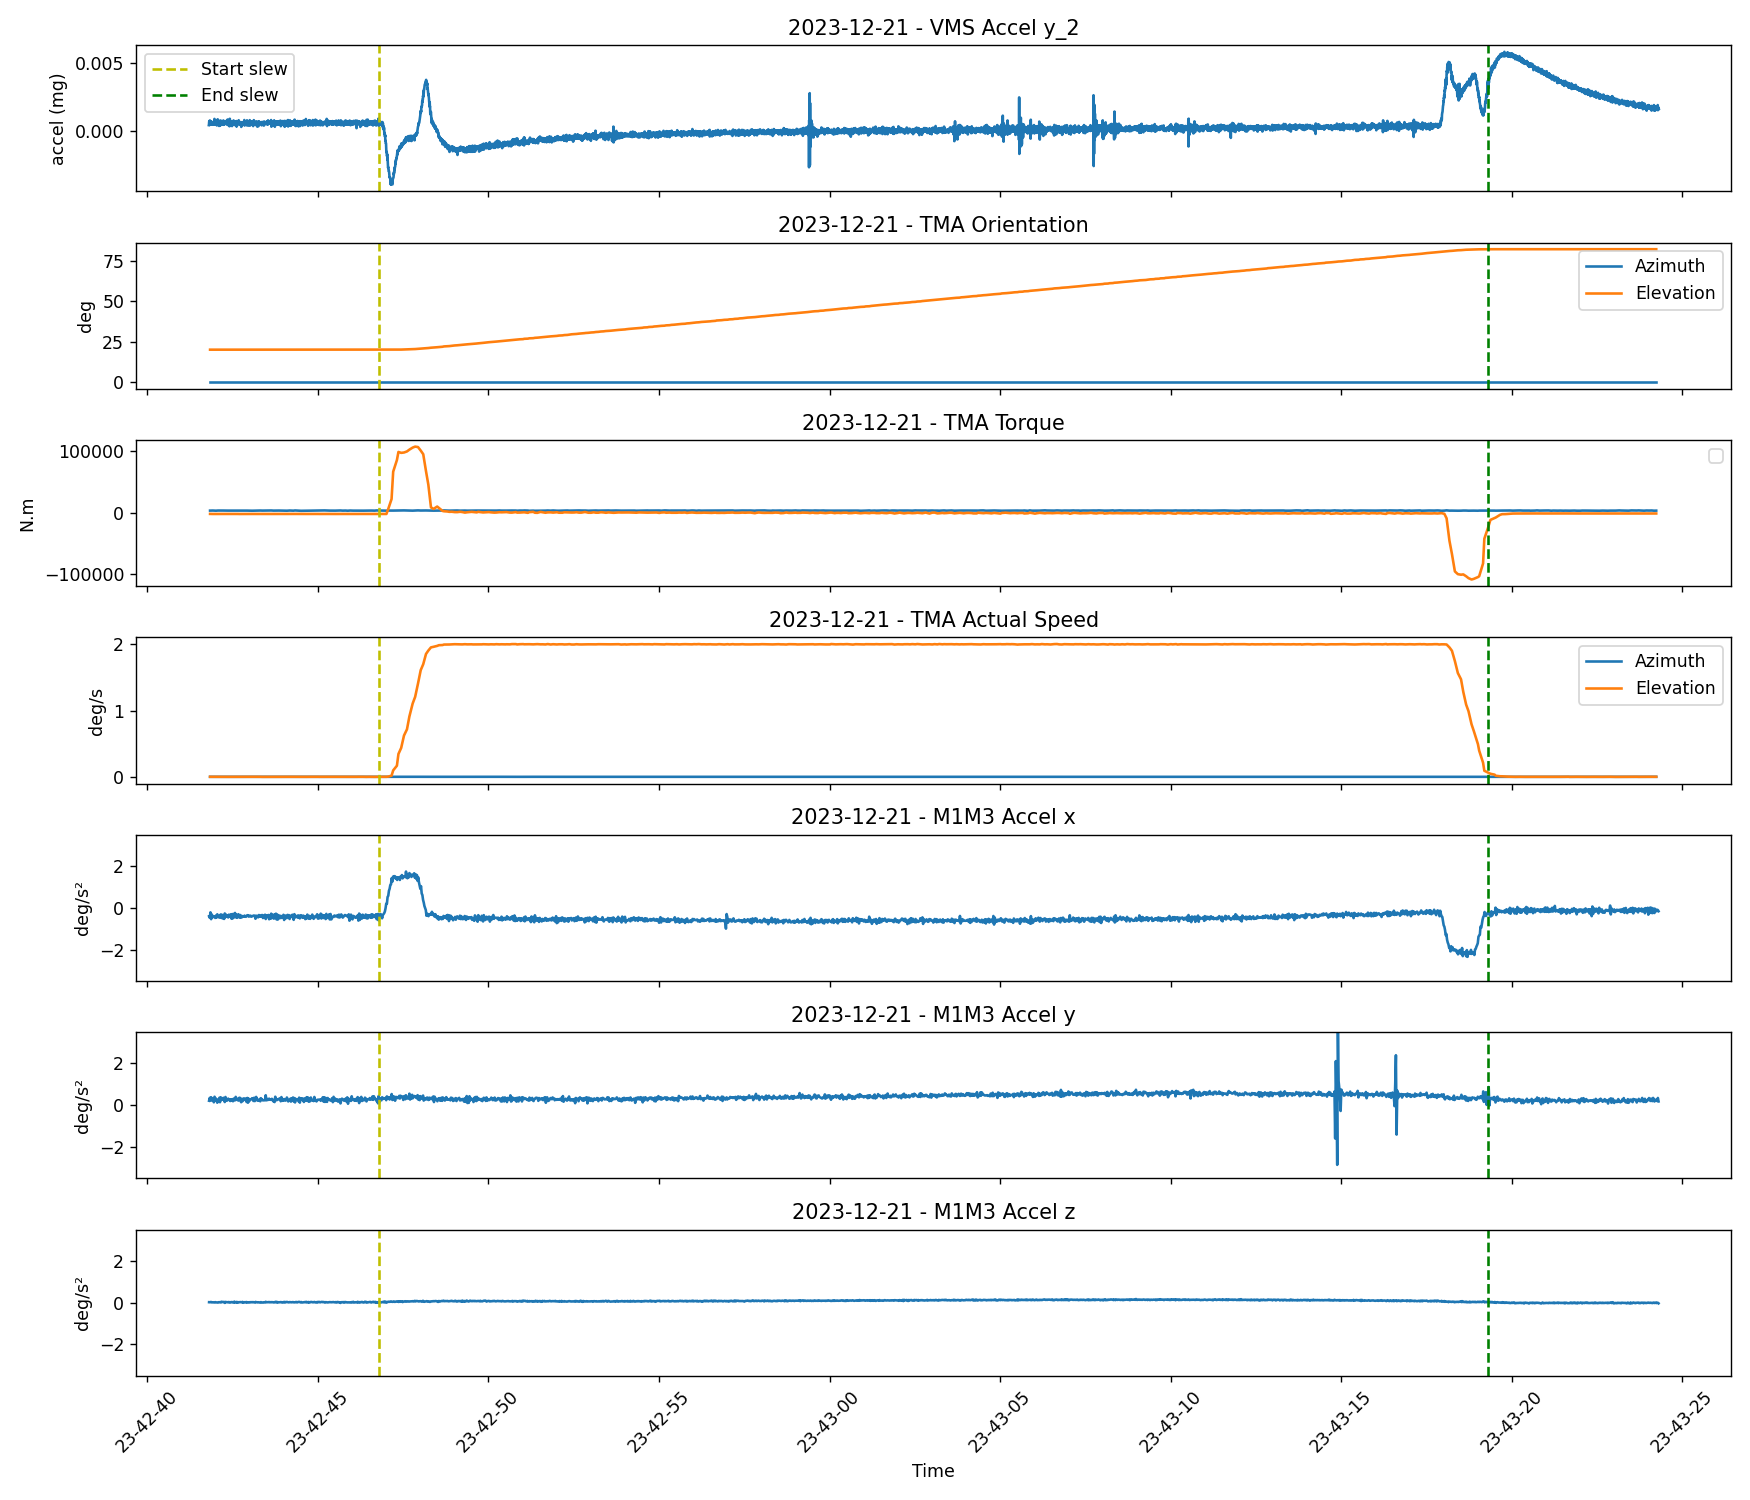 2023-12-21 - VMS Accel y_2
accel (mg)
0.005
0.000
Start slew
End slew
2023-12-21 - TMA Orientation
deg
75
50
25
0
Azimuth
Elevation
2023-12-21 - TMA Torque
N.m
100000
0
−100000
2023-12-21 - TMA Actual Speed
deg/s
2
1
0
Azimuth
Elevation
2023-12-21 - M1M3 Accel x
deg/s²
2
0
−2
2023-12-21 - M1M3 Accel y
deg/s²
2
0
−2
2023-12-21 - M1M3 Accel z
deg/s²
2
0
−2
23-42-40
23-42-45
23-42-50
23-42-55
23-43-00
23-43-05
23-43-10
23-43-15
23-43-20
23-43-25
Time